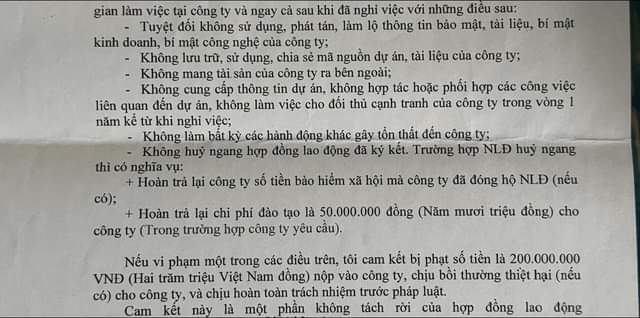 gian làm việc tại công ty và ngay cả sau khi đã nghỉ việc với những điều sau:
- Tuyệt đối không sử dụng, phát tán, làm lộ thông tin bảo mật, tài liệu, bí mật
kinh doanh, bí mật công nghệ của công ty;
- Không lưu trữ, sử dụng, chia sẻ mã nguồn dự án, tài liệu của công ty;
- Không mang tài sản của công ty ra bên ngoài;
- Không cung cấp thông tin dự án, không hợp tác hoặc phối hợp các công việc
liên quan đến dự án, không làm việc cho đối thủ cạnh tranh của công ty trong vòng 1
năm kể từ khi nghỉ việc;
- Không làm bất kỳ các hành động khác gây tổn thất đến công ty;
- Không huỷ ngang hợp đồng lao động đã ký kết. Trường hợp NLĐ huỷ ngang
thì có nghĩa vụ:
+ Hoàn trả lại công ty số tiền bảo hiểm xã hội mà công ty đã đóng hộ NLĐ (nếu
có);
+ Hoàn trả lại chi phí đào tạo là 50.000.000 đồng (Năm mươi triệu đồng) cho
công ty (Trong trường hợp công ty yêu cầu).
Nếu vi phạm một trong các điều trên, tôi cam kết bị phạt số tiền là 200.000.000
VNĐ (Hai trăm triệu Việt Nam đồng) nộp vào công ty, chịu bồi thường thiệt hại (nếu
có) cho công ty, và chịu hoàn toàn trách nhiệm trước pháp luật.
Cam kết này là một phần không tách rời của hợp đồng lao động